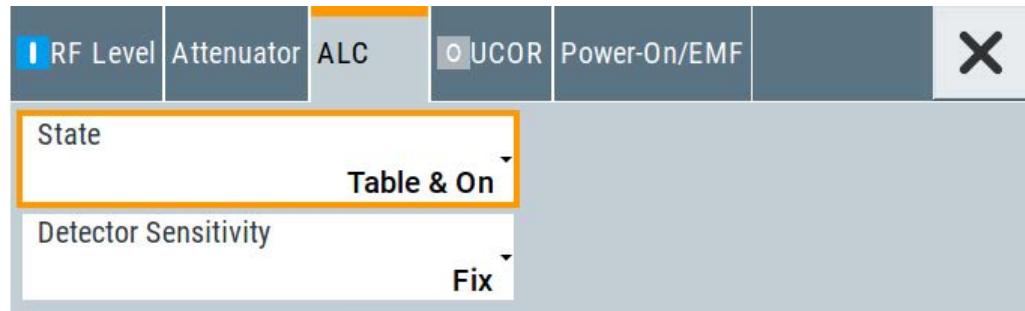 I RF Level Attenuator ALC O UCOR Power-On/EMF
State
Table & On
Detector Sensitivity
Fix